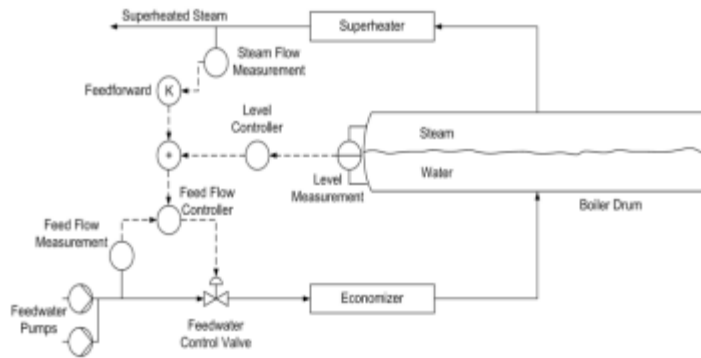 Superheated Steam
Superheater
Steam Flow
Measurement
Feedforward
K
Level
Controller
Steam
+
Water
Level
Measurement
Feed Flow
Controller
Boiler Drum
Feed Flow
Measurement
Feedwater
Pumps
Economizer
Feedwater
Control Valve